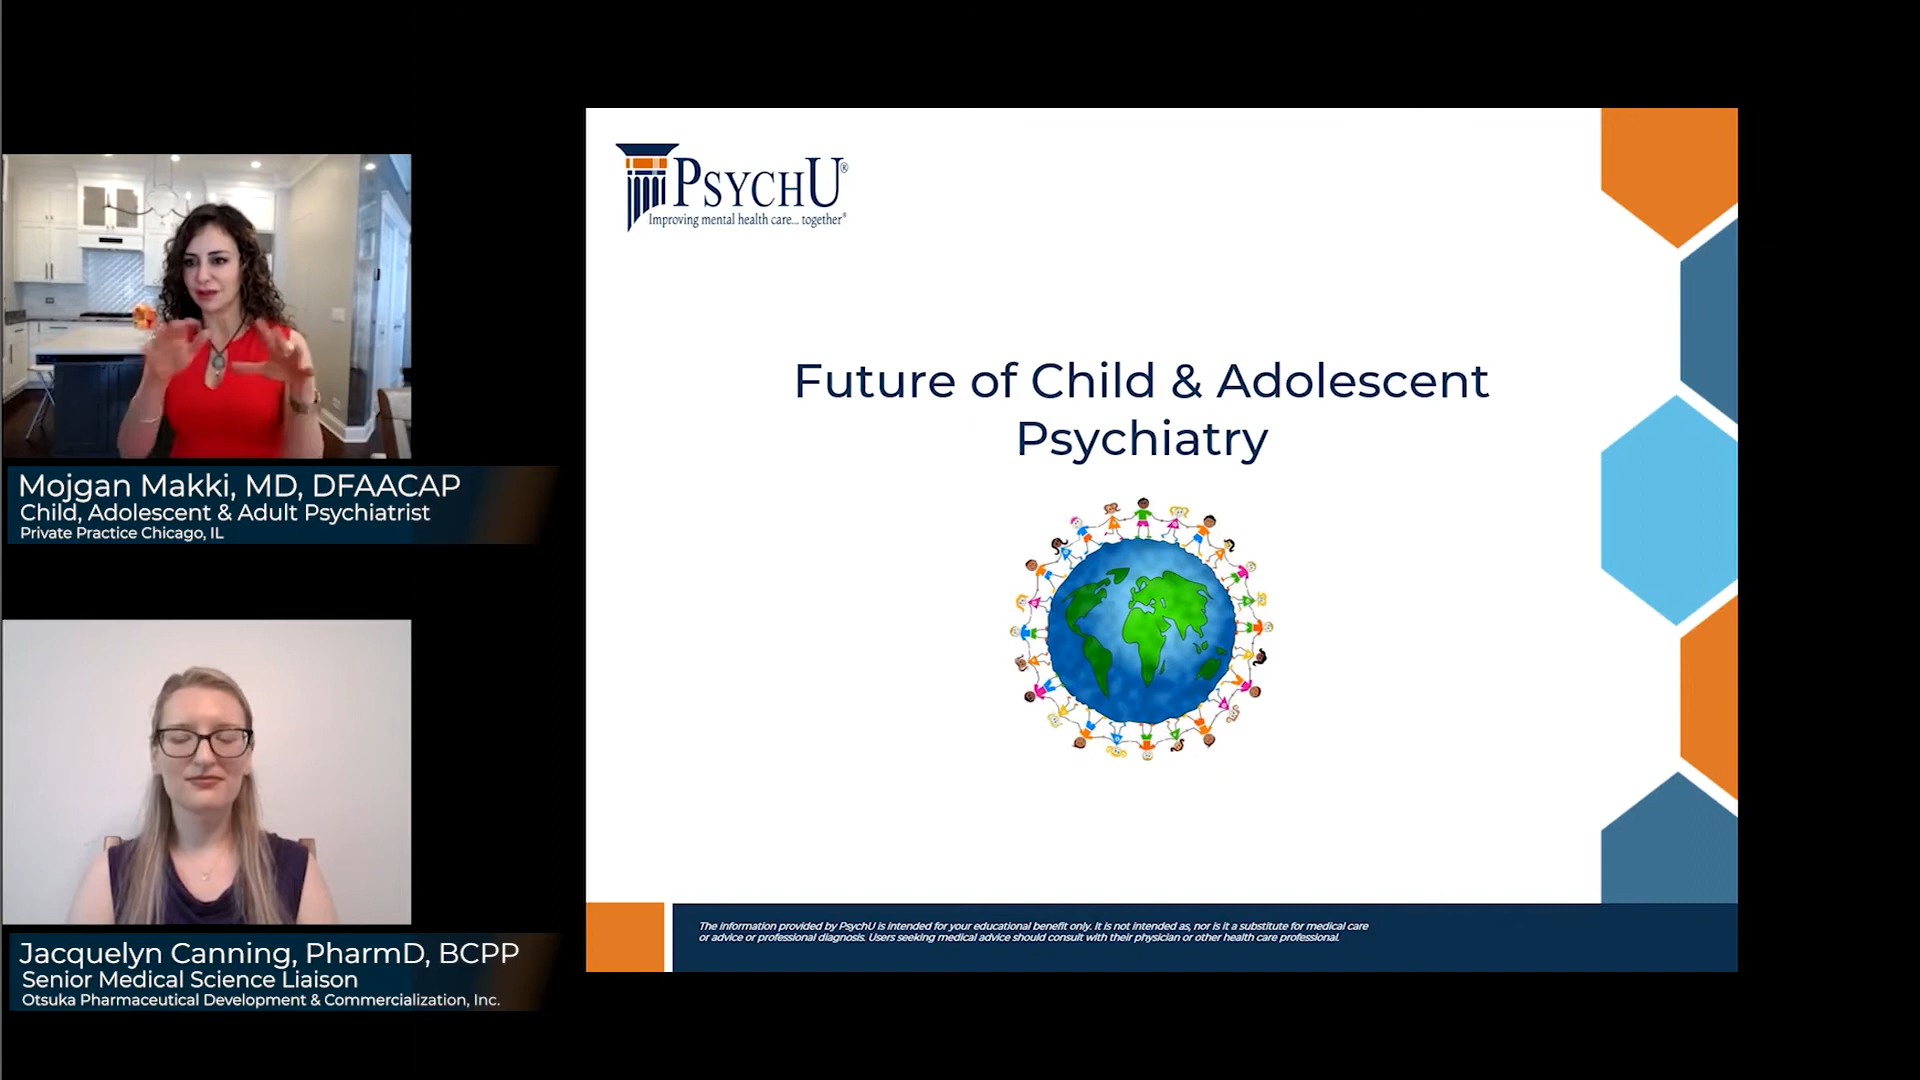 Mojgan Makki, MD, DFAACAP
Child, Adolescent & Adult Psychiatrist
Private Practice Chicago, IL
Jacquelyn Canning, PharmD, BCPP
Senior Medical Science Liaison
Otsuka Pharmaceutical Development & Commercialization, Inc.
PSYCHU®
Improving mental health care... together®
Future of Child & Adolescent
Psychiatry
The information provided by PsychU is intended for your educational benefit only. It is not intended as, nor is it a substitute for medical care
or advice or professional diagnosis. Users seeking medical advice should consult with their physician or other health care professional.